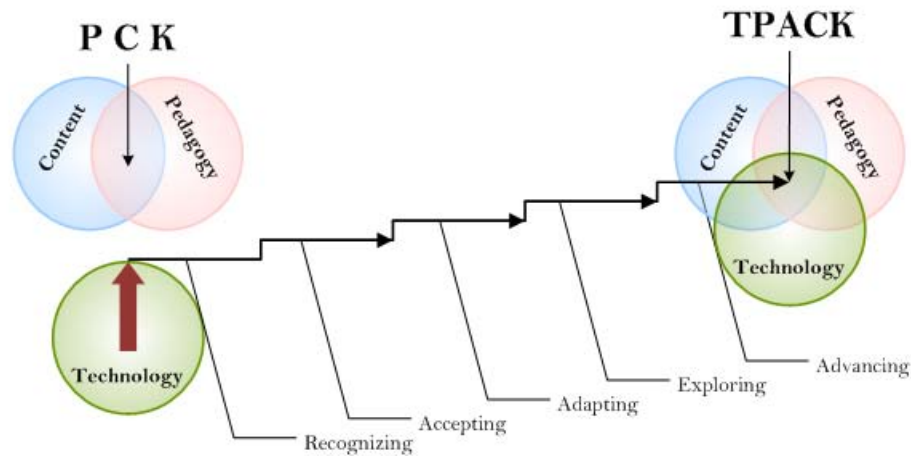 P C K
TPACK
Content
Pedagogy
Content
Pedagogy
Technology
Technology
Advancing
Exploring
Adapting
Accepting
Recognizing